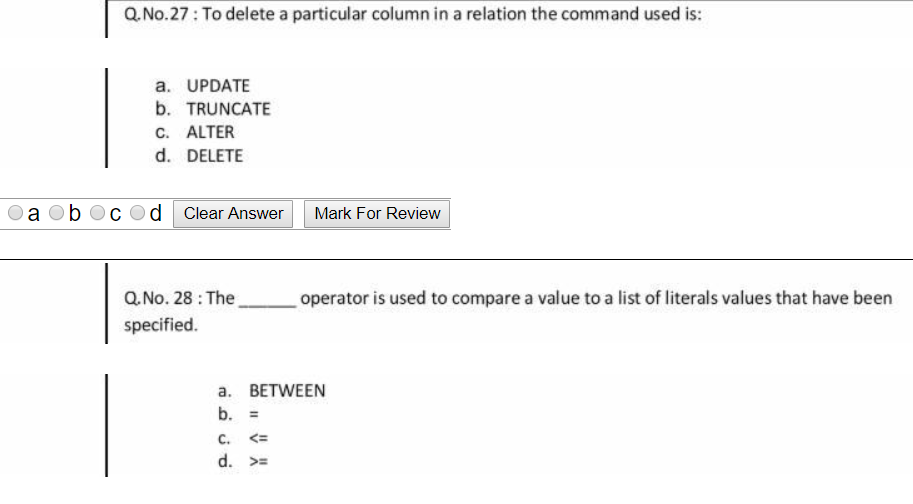 Q.No.27 : To delete a particular column in a relation the command used is:
a. UPDATE
b. TRUNCATE
c. ALTER
d. DELETE
a b c d Clear Answer Mark For Review
Q.No. 28 : The ______ operator is used to compare a value to a list of literals values that have been
specified.
a. BETWEEN
b. =
c. <=
d. >=